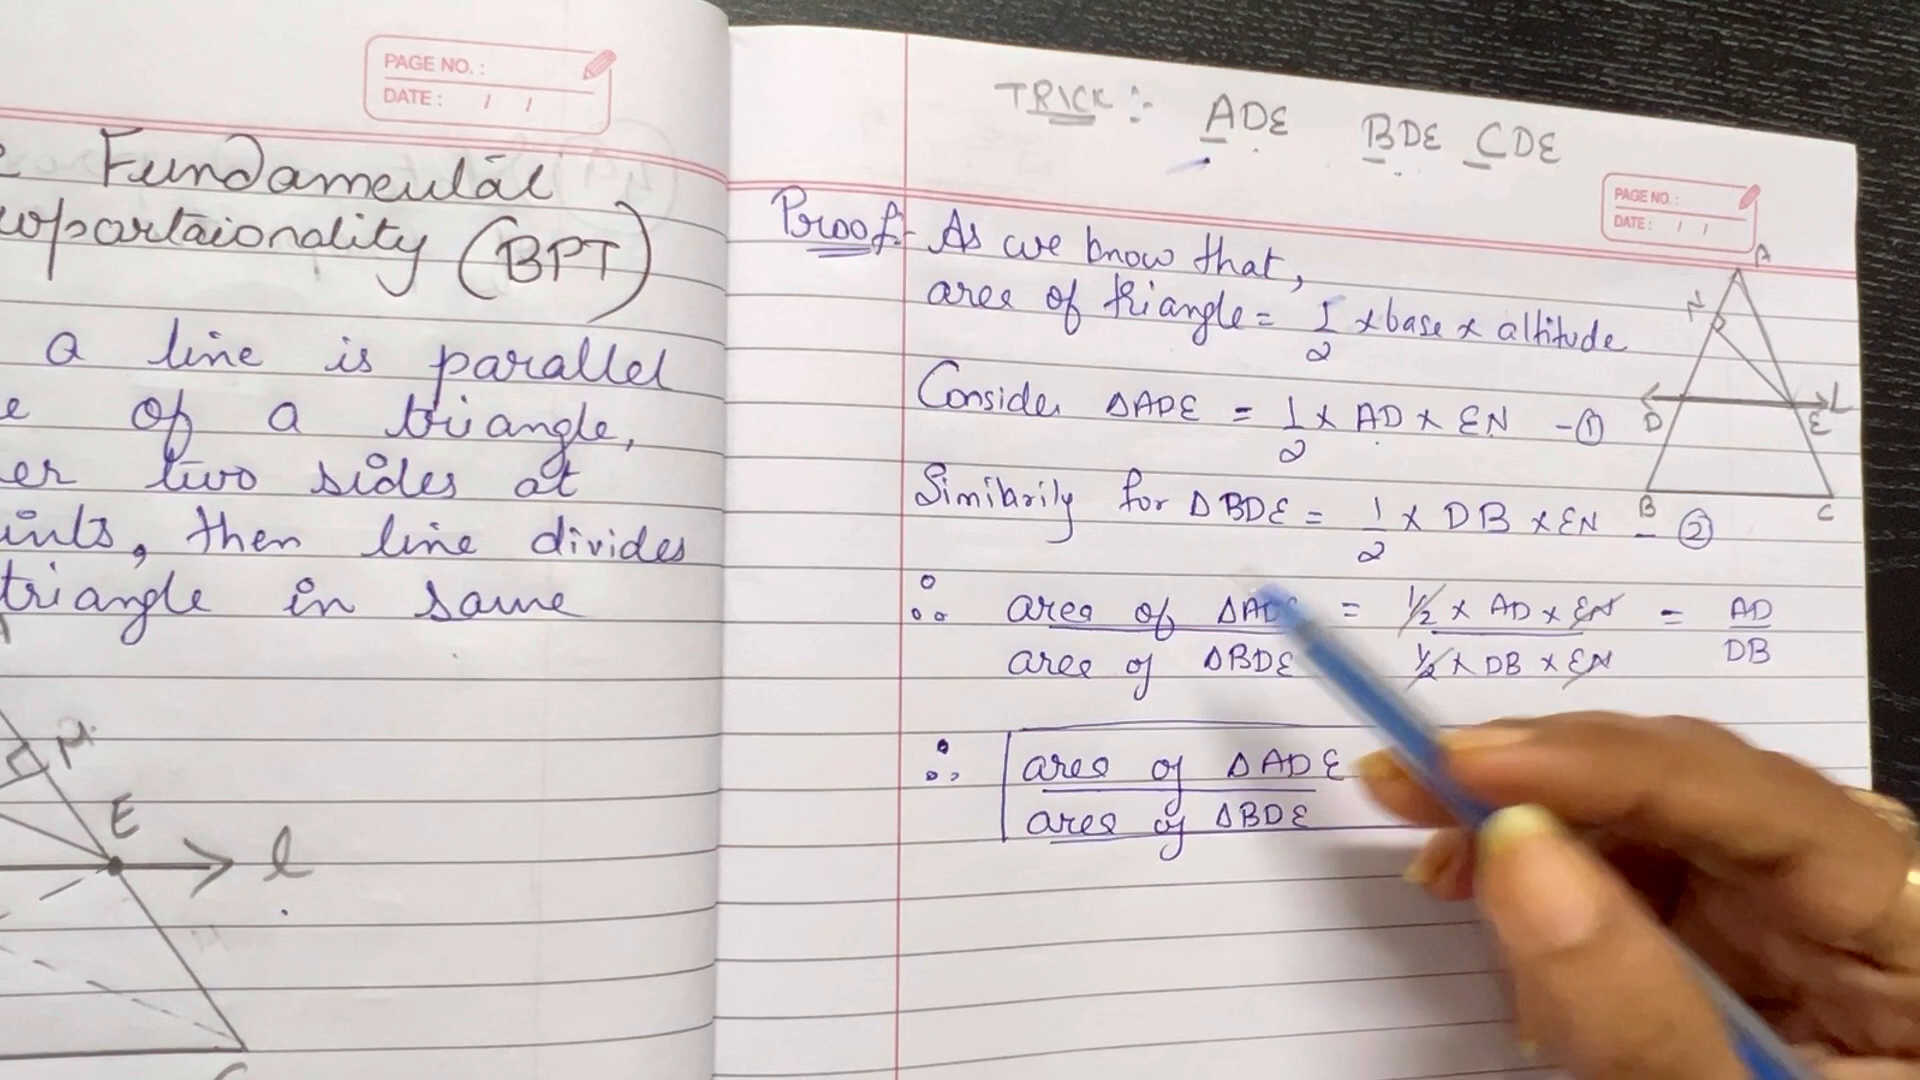 PAGE NO. :
DATE : / /
Fundamental
(BPT)
a line is parallel
of a triangle,
two sides at
, then line divides
triangle in same
M
E
l
TRICK :- ADE BDE CDE
PAGE NO. :
DATE : / /
Proof:- As we know that,
area of triangle = 1/2 x base x altitude
Consider ΔADE = 1/2 x AD x EN - ①
Similarily for ΔBDE = 1/2 x DB x EN - ②
∴ area of ΔADE / area of ΔBDE = 1/2 x AD x EN / 1/2 x DB x EN = AD / DB
∴ area of ΔADE
area of ΔBDE
A
N
D
L
E
B
C